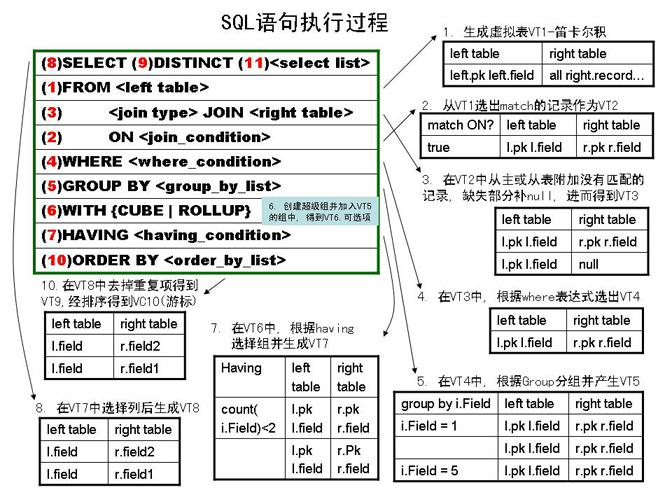 SQL语句执行过程
(8)SELECT (9)DISTINCT (11)<select list>
(1)FROM <left table>
(3) <join type> JOIN <right table>
(2) ON <join_condition>
(4)WHERE <where_condition>
(5)GROUP BY <group_by_list>
(6)WITH {CUBE | ROLLUP}
(7)HAVING <having_condition>
(10)ORDER BY <order_by_list>
6. 创建超级组并加入VT5
的组中, 得到VT6. 可选项
1. 生成虚拟表VT1-笛卡尔积
left table right table
left.pk left.field all right.record…
2. 从VT1选出match的记录作为VT2
match ON? left table right table
true l.pk l.field r.pk r.field
3. 在VT2中从主或从表附加没有匹配的
记录, 缺失部分补null, 进而得到VT3
left table right table
l.pk l.field r.pk r.field
l.pk l.field null
4. 在VT3中, 根据where表达式选出VT4
left table right table
l.pk l.field r.pk r.field
5. 在VT4中, 根据Group分组并产生VT5
group by i.Field left table right table
i.Field = 1 l.pk l.field r.pk r.field
l.pk l.field r.pk r.field
i.Field = 5 l.pk l.field r.pk r.field
7. 在VT6中, 根据having
选择组并生成VT7
Having left right
table table
count( l.pk r.pk
i.Field)<2 l.field r.field
l.pk r.Pk
l.field r.field
10. 在VT8中去掉重复项得到
VT9, 经排序得到VC10(游标)
left table right table
l.field r.field2
l.field r.field1
8. 在VT7中选择列后生成VT8
left table right table
l.field r.field2
l.field r.field1